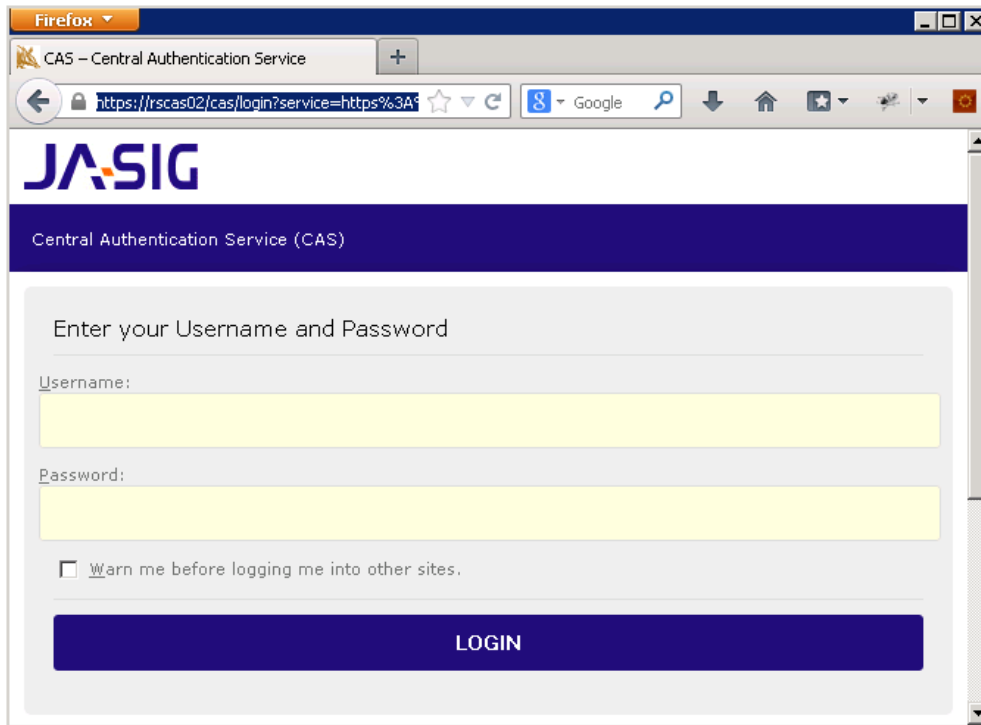 Firefox
CAS – Central Authentication Service
https://rscas02/cas/login?service=https%3A%
Google
JA-SIG
Central Authentication Service (CAS)
Enter your Username and Password
Username:
Password:
Warn me before logging me into other sites.
LOGIN